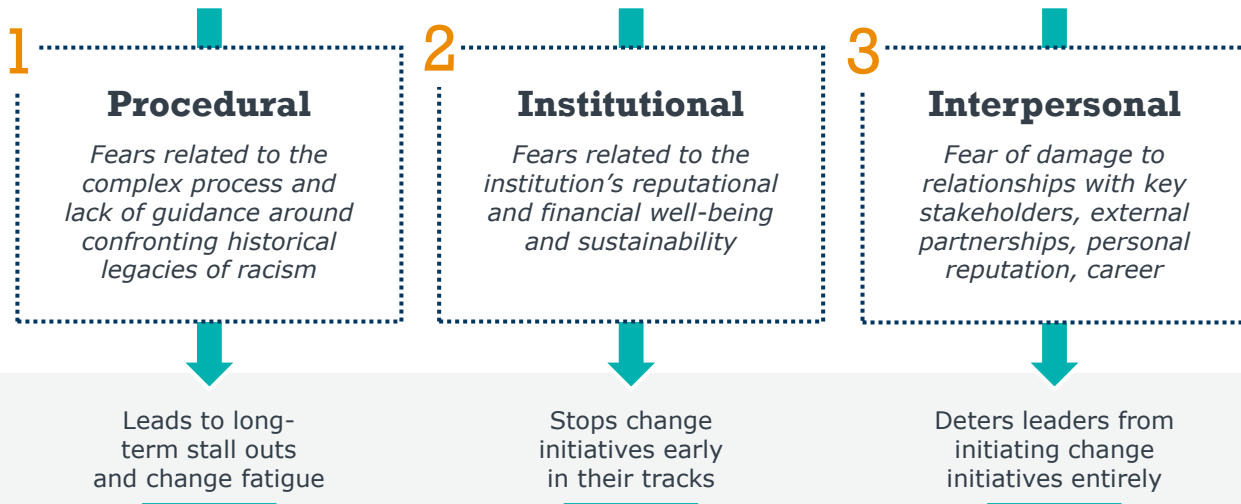 1
Procedural
Fears related to the
complex process and
lack of guidance around
confronting historical
legacies of racism
Leads to long-
term stall outs
and change fatigue
2
Institutional
Fears related to the
institution’s reputational
and financial well-being
and sustainability
Stops change
initiatives early
in their tracks
3
Interpersonal
Fear of damage to
relationships with key
stakeholders, external
partnerships, personal
reputation, career
Deters leaders from
initiating change
initiatives entirely